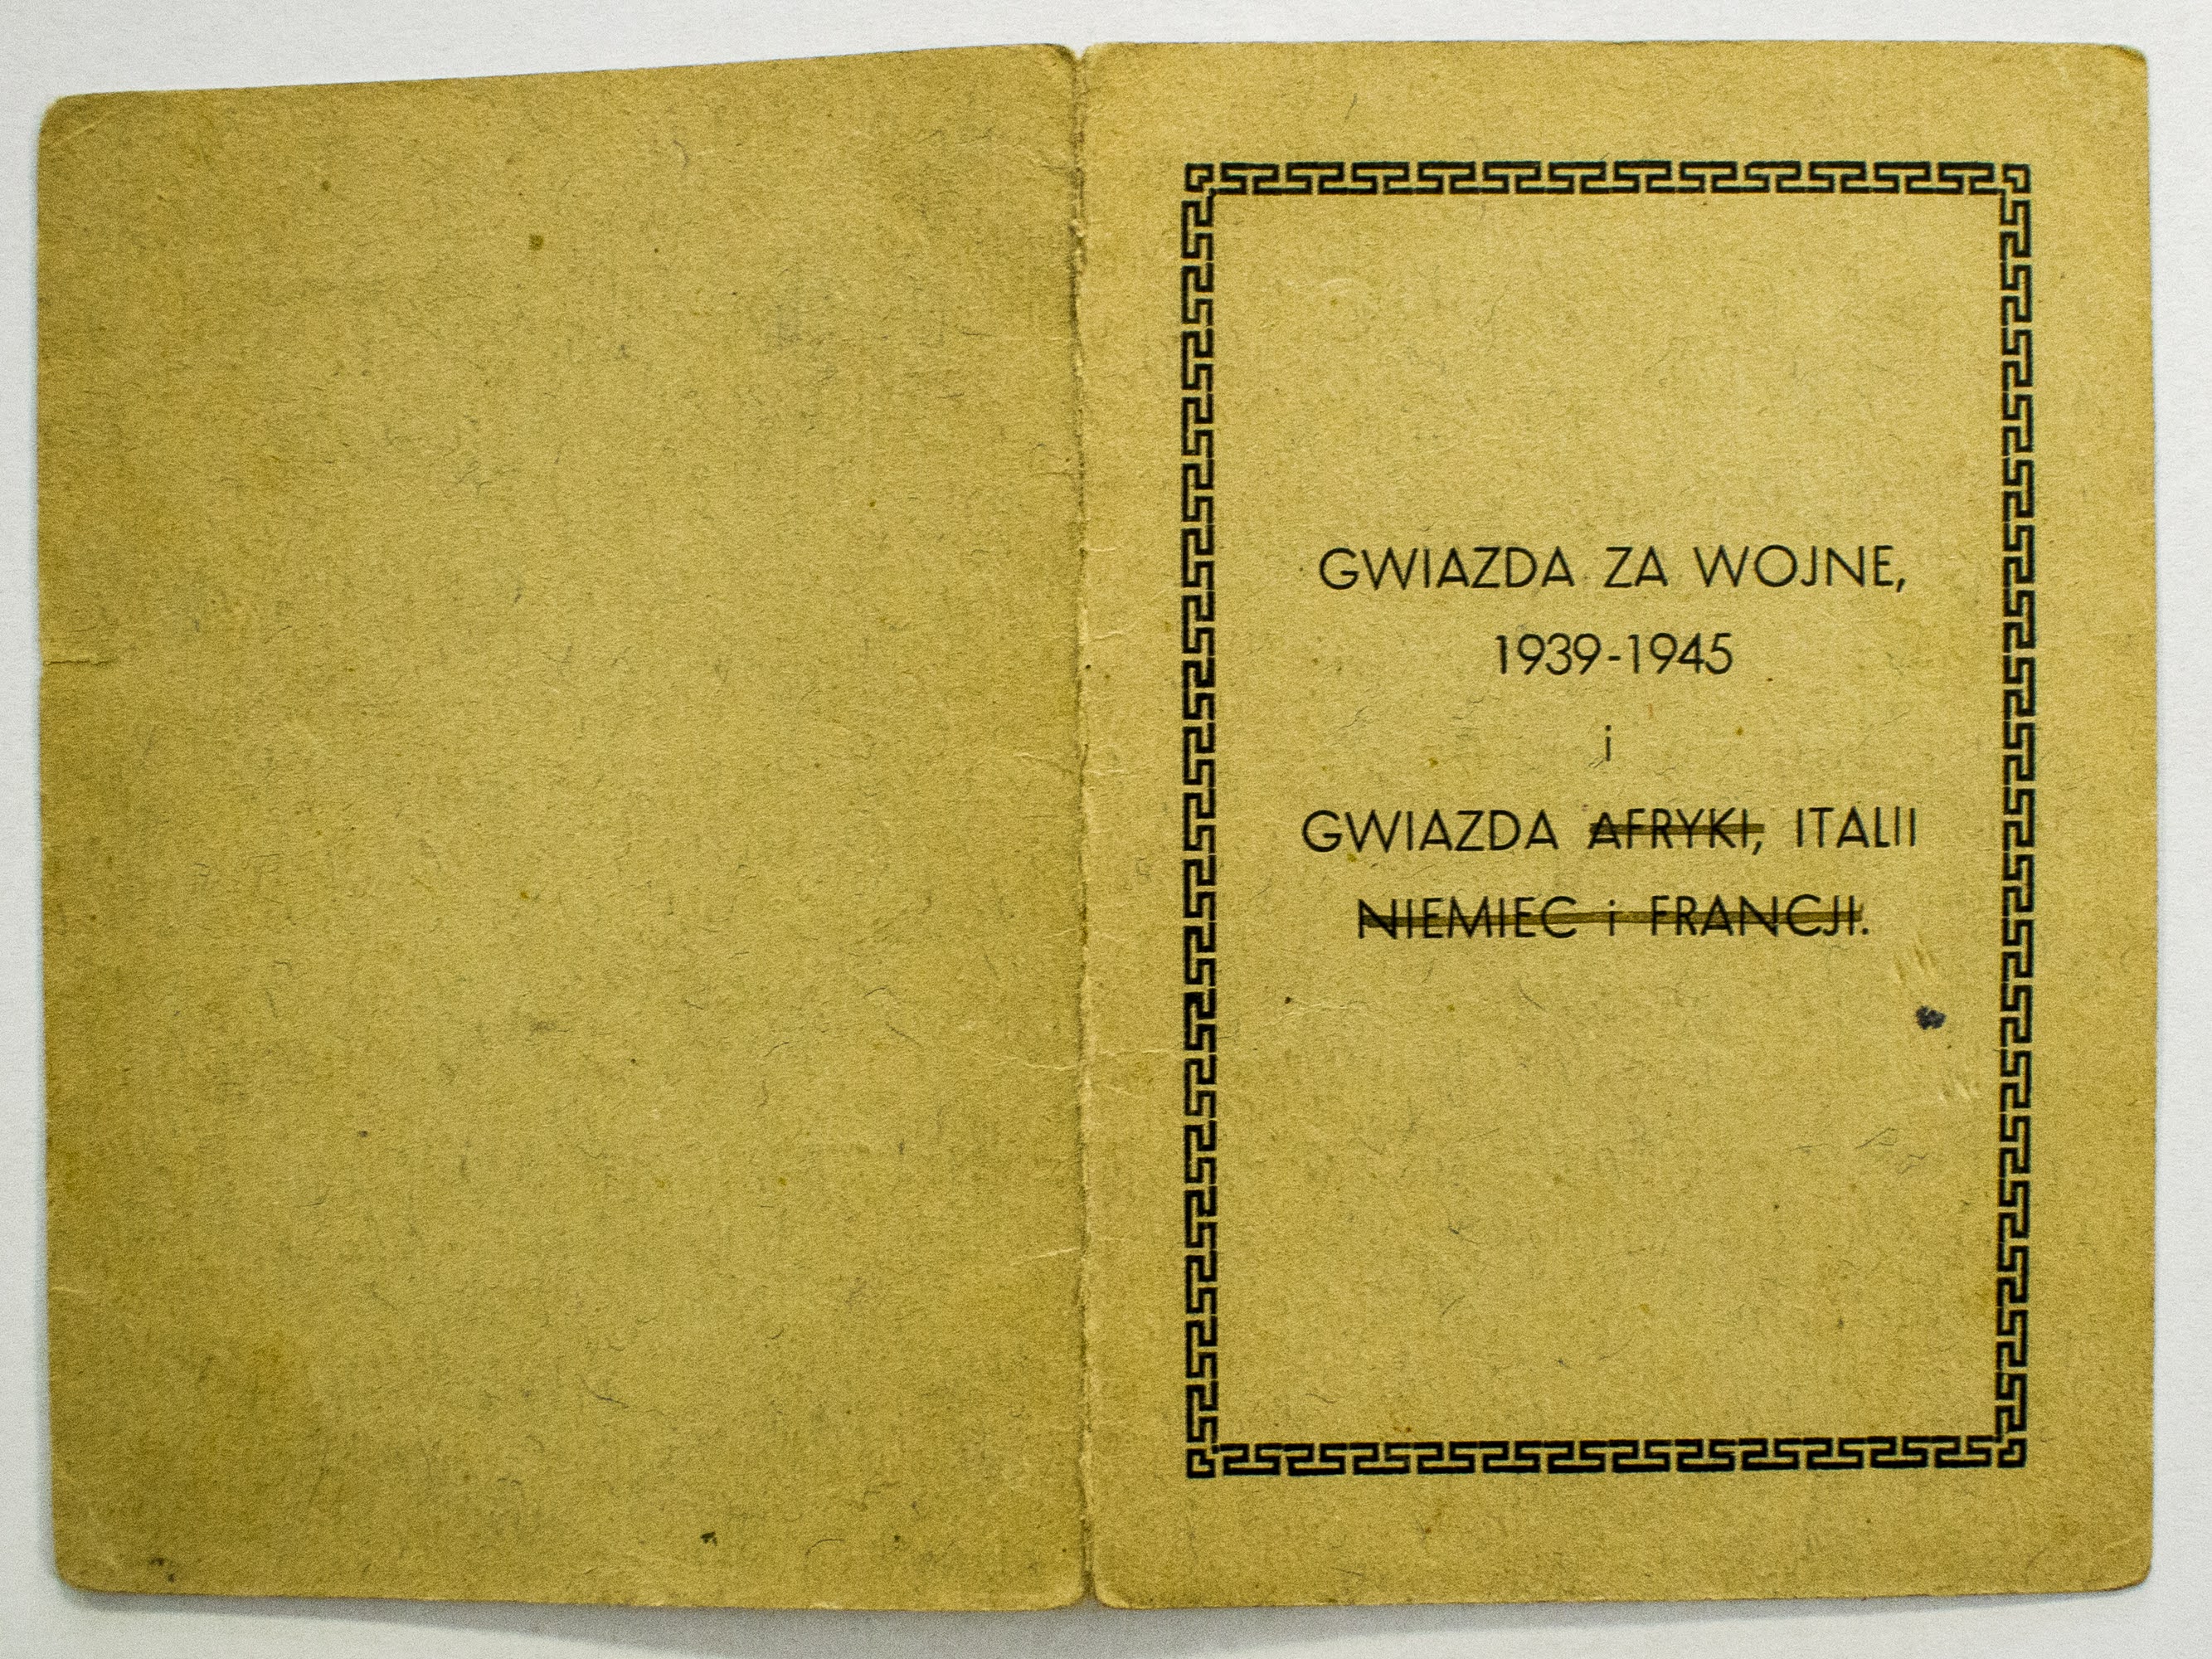 GWIAZDA ZA WOJNE,
1939-1945
i
GWIAZDA AFRYKI, ITALII
NIEMIEC i FRANCJI.